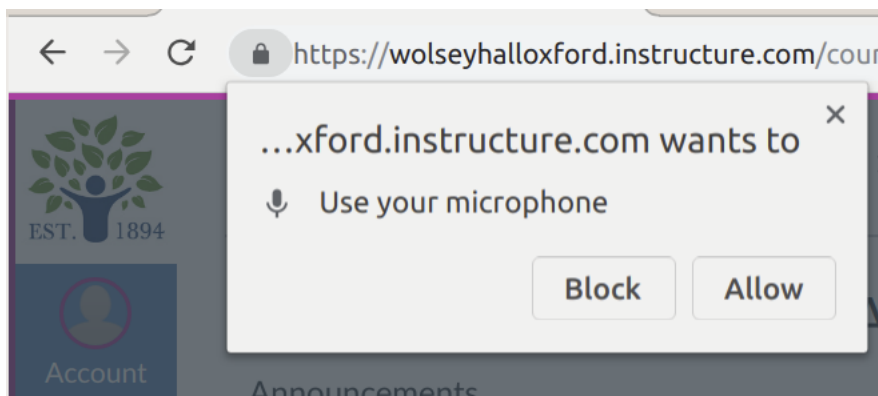 https://wolseyhalloxford.instructure.com/cour
…xford.instructure.com wants to
Use your microphone
Block Allow
EST. 1894
Account
Announcements